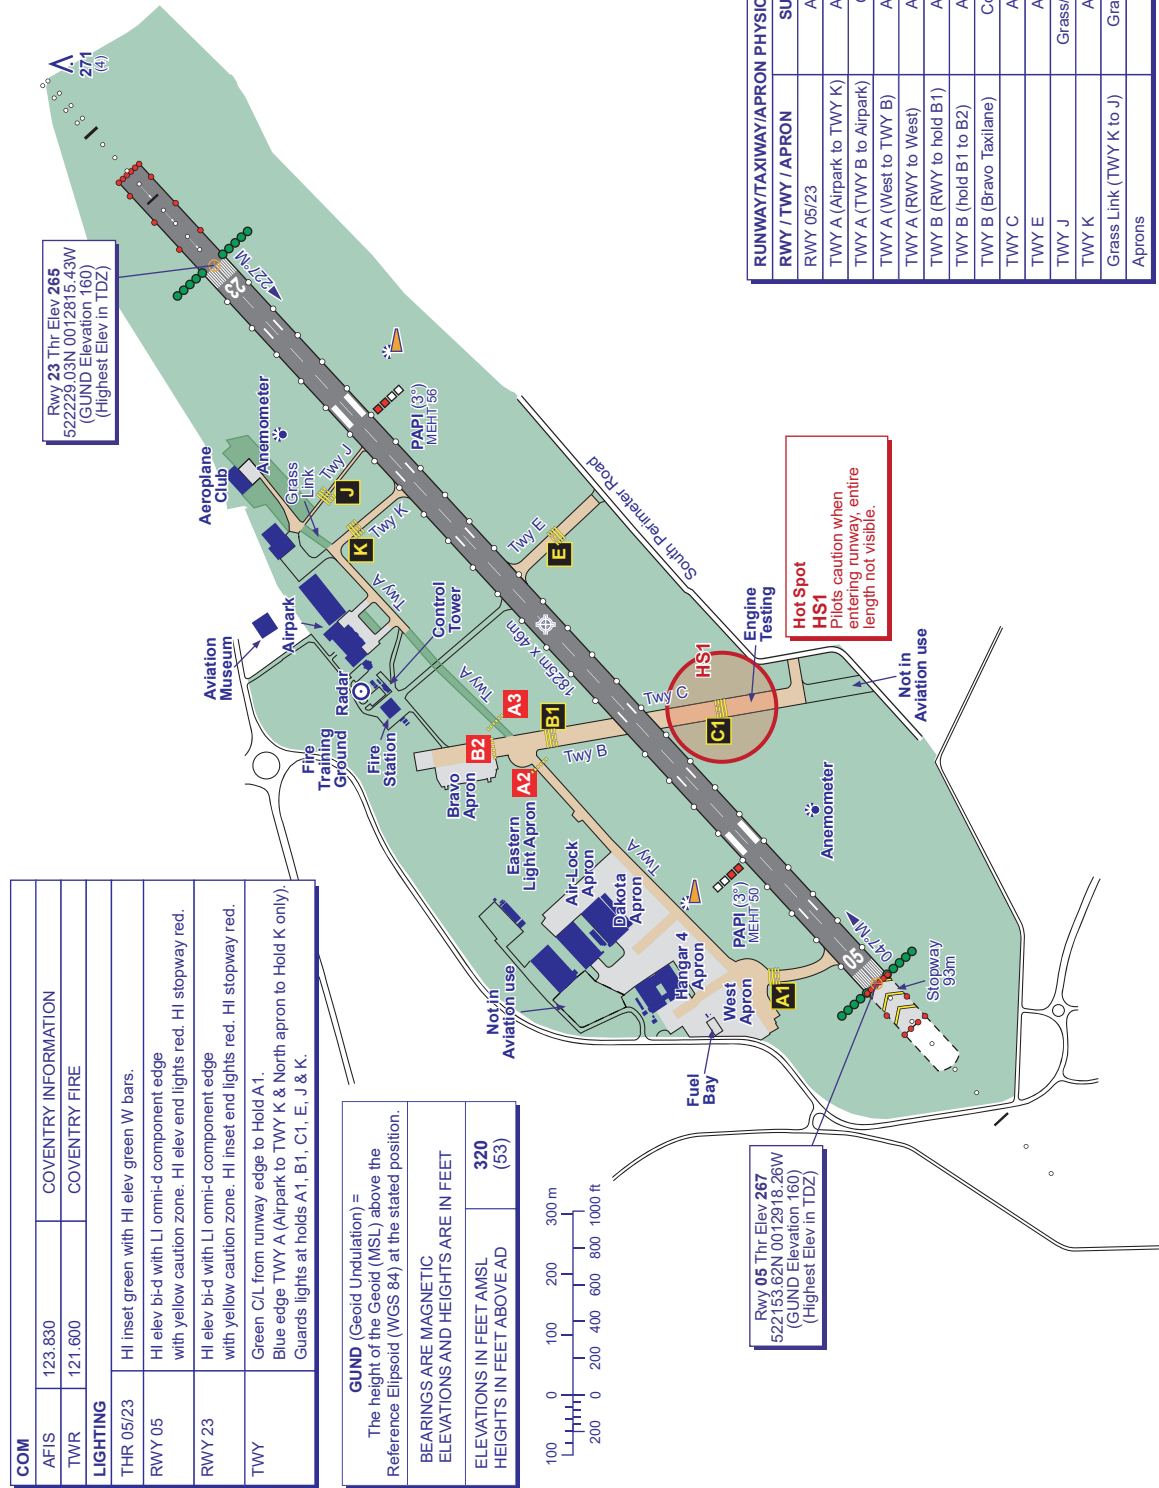 COM
AFIS 123.830 COVENTRY INFORMATION
TWR 121.600 COVENTRY FIRE
LIGHTING
THR 05/23 HI inset green with HI elev green W bars.
RWY 05 HI elev bi-d with LI omni-d component edge
with yellow caution zone. HI elev end lights red. HI stopway red.
RWY 23 HI elev bi-d with LI omni-d component edge
with yellow caution zone. HI inset end lights red. HI stopway red.
TWY Green C/L from runway edge to Hold A1.
Blue edge TWY A (Airpark to TWY K & North apron to Hold K only).
Guards lights at holds A1, B1, C1, E, J & K.
GUND (Geoid Undulation) =
The height of the Geoid (MSL) above the
Reference Elipsoid (WGS 84) at the stated position.
BEARINGS ARE MAGNETIC
ELEVATIONS AND HEIGHTS ARE IN FEET
ELEVATIONS IN FEET AMSL 320
HEIGHTS IN FEET ABOVE AD (53)
100 0 100 200 300 m
200 0 200 400 600 800 1000 ft
Rwy 05 Thr Elev 267
522153.62N 0012918.26W
(GUND Elevation 160)
(Highest Elev in TDZ)
Rwy 23 Thr Elev 265
522229.03N 0012815.43W
(GUND Elevation 160)
(Highest Elev in TDZ)
271
(4)
Aviation
Museum
Airpark
Radar
Fire
Training
Ground
Fire
Station
Control
Tower
Aeroplane
Club
Anemometer
Grass
Link
Twy J
J
K
Twy K
Twy A
Twy A
Bravo
Apron
B2
A3
B1
A2
Twy B
Eastern
Light Apron
Air-Lock
Apron
Dakota
Apron
Twy A
Hangar 4
Apron
Not in
Aviation use
West
Apron
A1
Fuel
Bay
05
047°M
Stopway
93m
PAPI (3°)
MEHT 50
Anemometer
1825m x 46m
23
227°M
PAPI (3°)
MEHT 56
Twy E
E
South Perimeter Road
Twy C
HS1
C1
Engine
Testing
Not in
Aviation use
Hot Spot
HS1
Pilots caution when
entering runway, entire
length not visible.
RUNWAY/TAXIWAY/APRON PHYSIC
RWY / TWY / APRON SU
RWY 05/23 A
TWY A (Airpark to TWY K) A
TWY A (TWY B to Airpark)
TWY A (West to TWY B) A
TWY A (RWY to West) A
TWY B (RWY to hold B1) A
TWY B (hold B1 to B2) A
TWY B (Bravo Taxilane) Co
TWY C A
TWY E A
TWY J Grass/
TWY K A
Grass Link (TWY K to J) Gra
Aprons